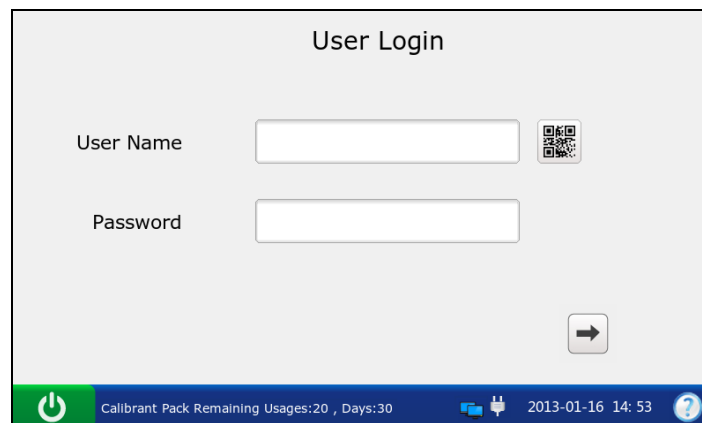 User Login
User Name
Password
Calibrant Pack Remaining Usages:20 , Days:30
2013-01-16 14: 53
?